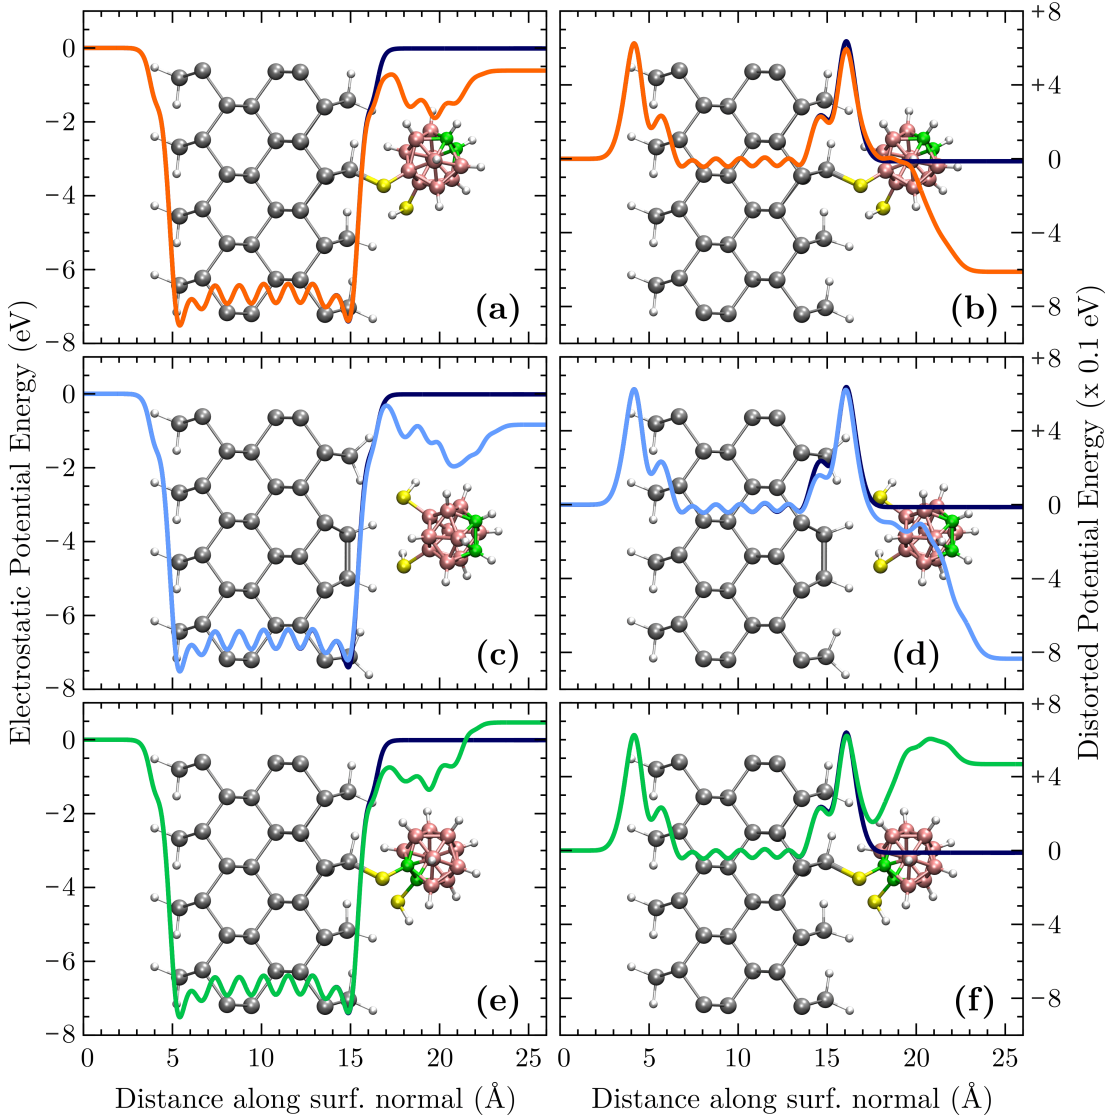 +8
0
−2
−4
−6
−8
(a)
+4
0
−4
−8
(b)
Electrostatic Potential Energy (eV)
0
−2
−4
−6
−8
(c)
+8
+4
0
−4
−8
(d)
Distorted Potential Energy (x 0.1 eV)
0
−2
−4
−6
−8
(e)
+8
+4
0
−4
−8
(f)
0 5 10 15 20 25
0 5 10 15 20 25
Distance along surf. normal (Å)
Distance along surf. normal (Å)